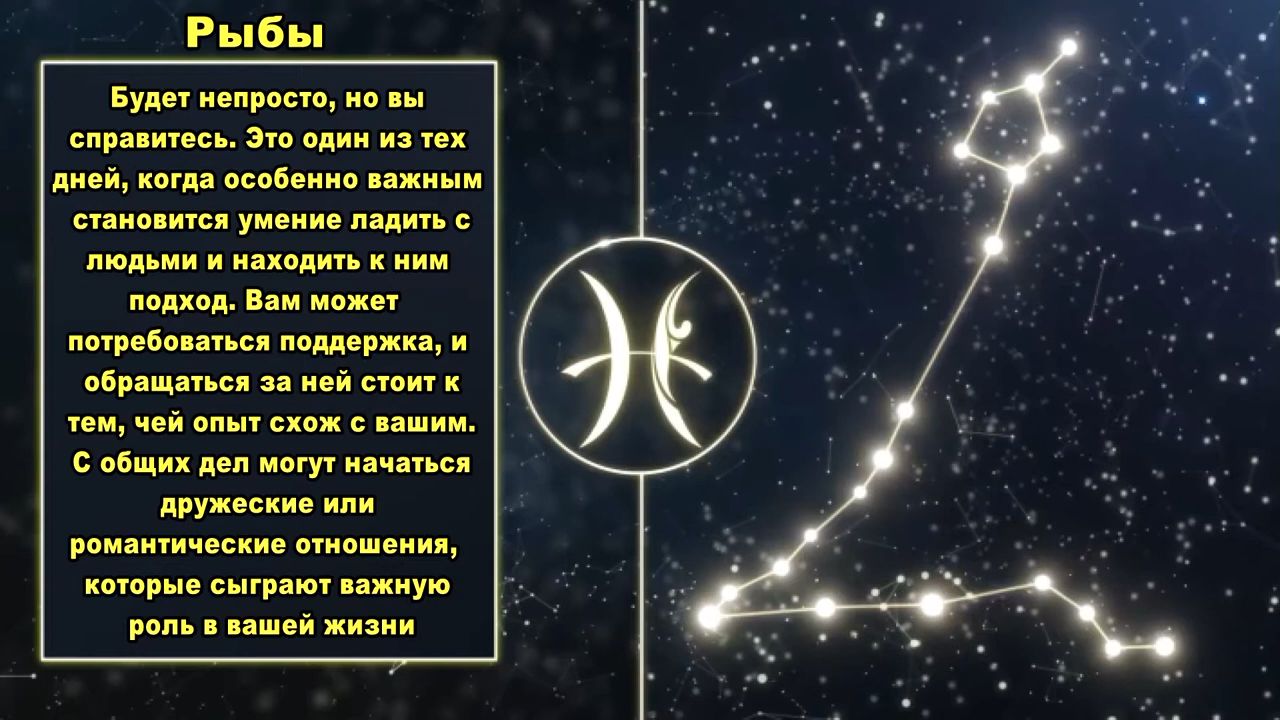 Рыбы
Будет непросто, но вы
справитесь. Это один из тех
дней, когда особенно важным
становится умение ладить с
людьми и находить к ним
подход. Вам может
потребоваться поддержка, и
обращаться за ней стоит к
тем, чей опыт схож с вашим.
С общих дел могут начаться
дружеские или
романтические отношения,
которые сыграют важную
роль в вашей жизни